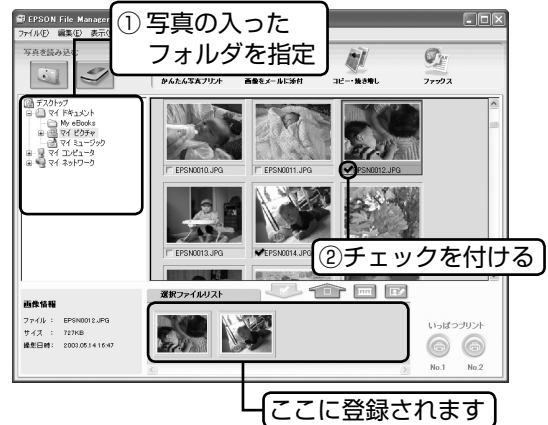 EPSON File Manager
① 写真の入った
フォルダを指定
ファイル(F) 編集(E)
写真を読み込む
かんたん写真プリント 画像をメールに添付 コピー・焼き増し ファックス
デスクトップ
マイ ドキュメント
My eBooks
マイ ピクチャ
マイ ミュージック
マイ コンピュータ
マイ ネットワーク
EPSN0010.JPG EPSN0011.JPG EPSN0012.JPG
EPSN0013.JPG EPSN0014.JPG
②チェックを付ける
選択ファイルリスト
画像情報
ファイル : EPSN0012.JPG
サイズ : 727KB
撮影日時: 2003.05.14 16:47
いっぱつプリント
No.1 No.2
ここに登録されます